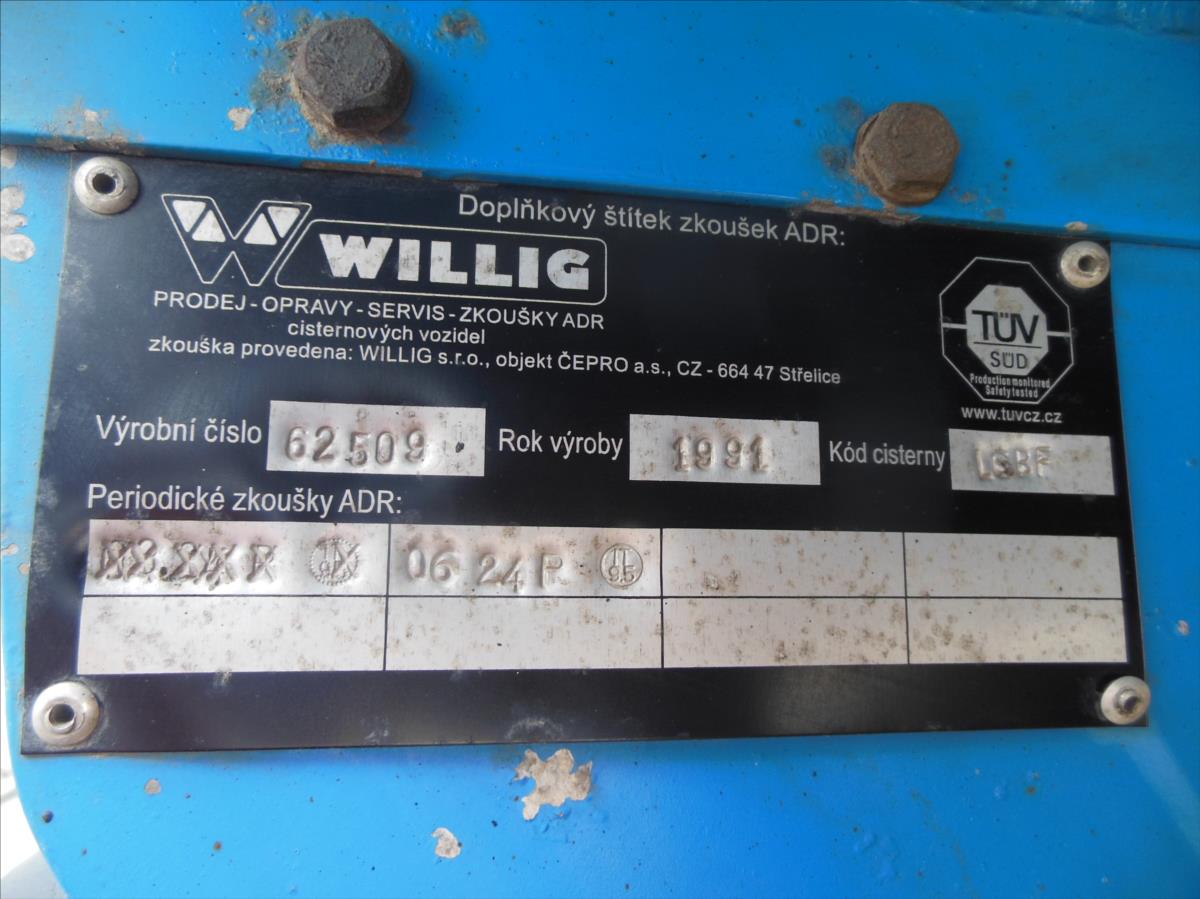 Doplňkový štítek zkoušek ADR:
WILLIG
PRODEJ - OPRAVY - SERVIS - ZKOUŠKY ADR
cisternových vozidel
zkouška provedena: WILLIG s.r.o., objekt ČEPRO a.s., CZ - 664 47 Střelice
TÜV
SÜD
Production monitored
Safety tested
www.tuvcz.cz
Výrobní číslo 62509 Rok výroby 1991 Kód cisterny LGBF
Periodické zkoušky ADR:
06 24 P